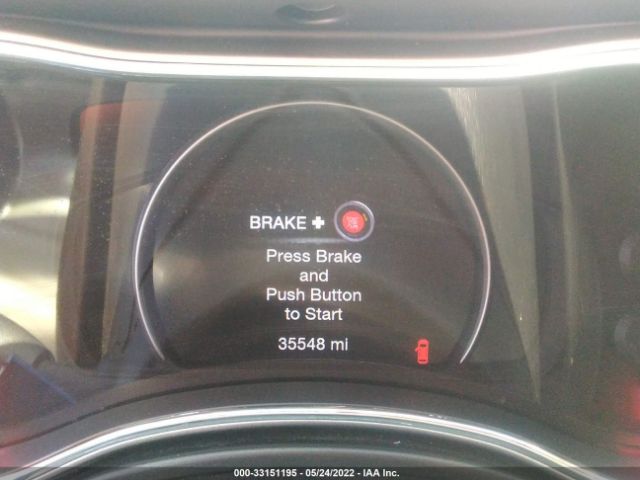 BRAKE +
Press Brake
and
Push Button
to Start
35548 mi
000-33151195 - 05/24/2022 - IAA Inc.